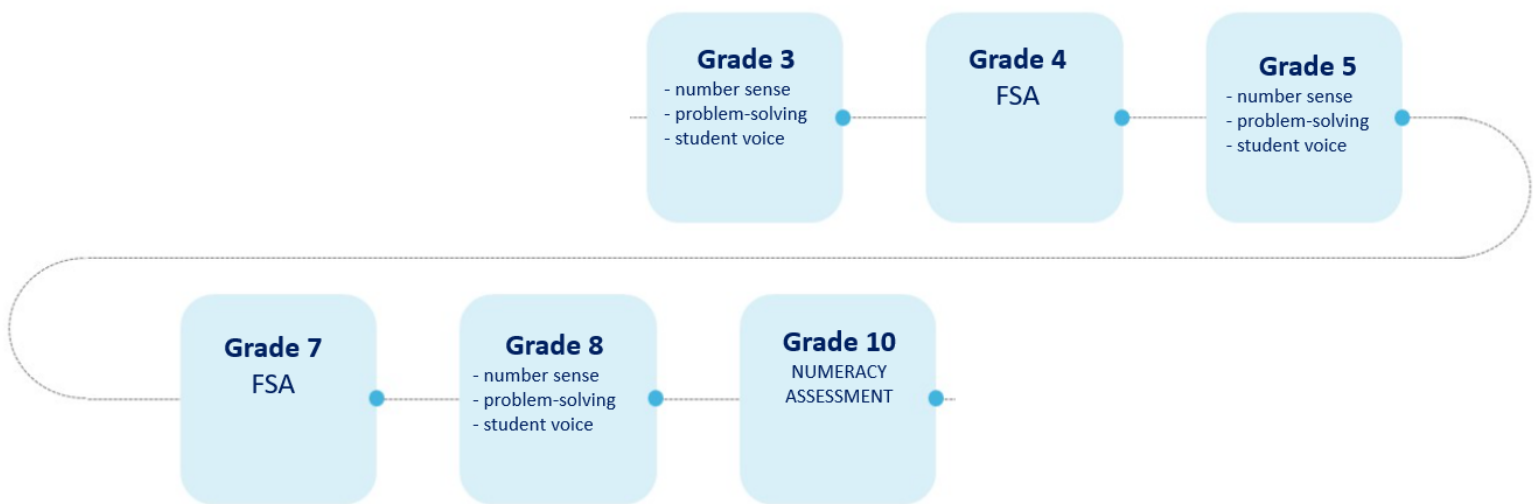 Grade 3
- number sense
- problem-solving
- student voice
Grade 4
FSA
Grade 5
- number sense
- problem-solving
- student voice
Grade 7
FSA
Grade 8
- number sense
- problem-solving
- student voice
Grade 10
NUMERACY
ASSESSMENT